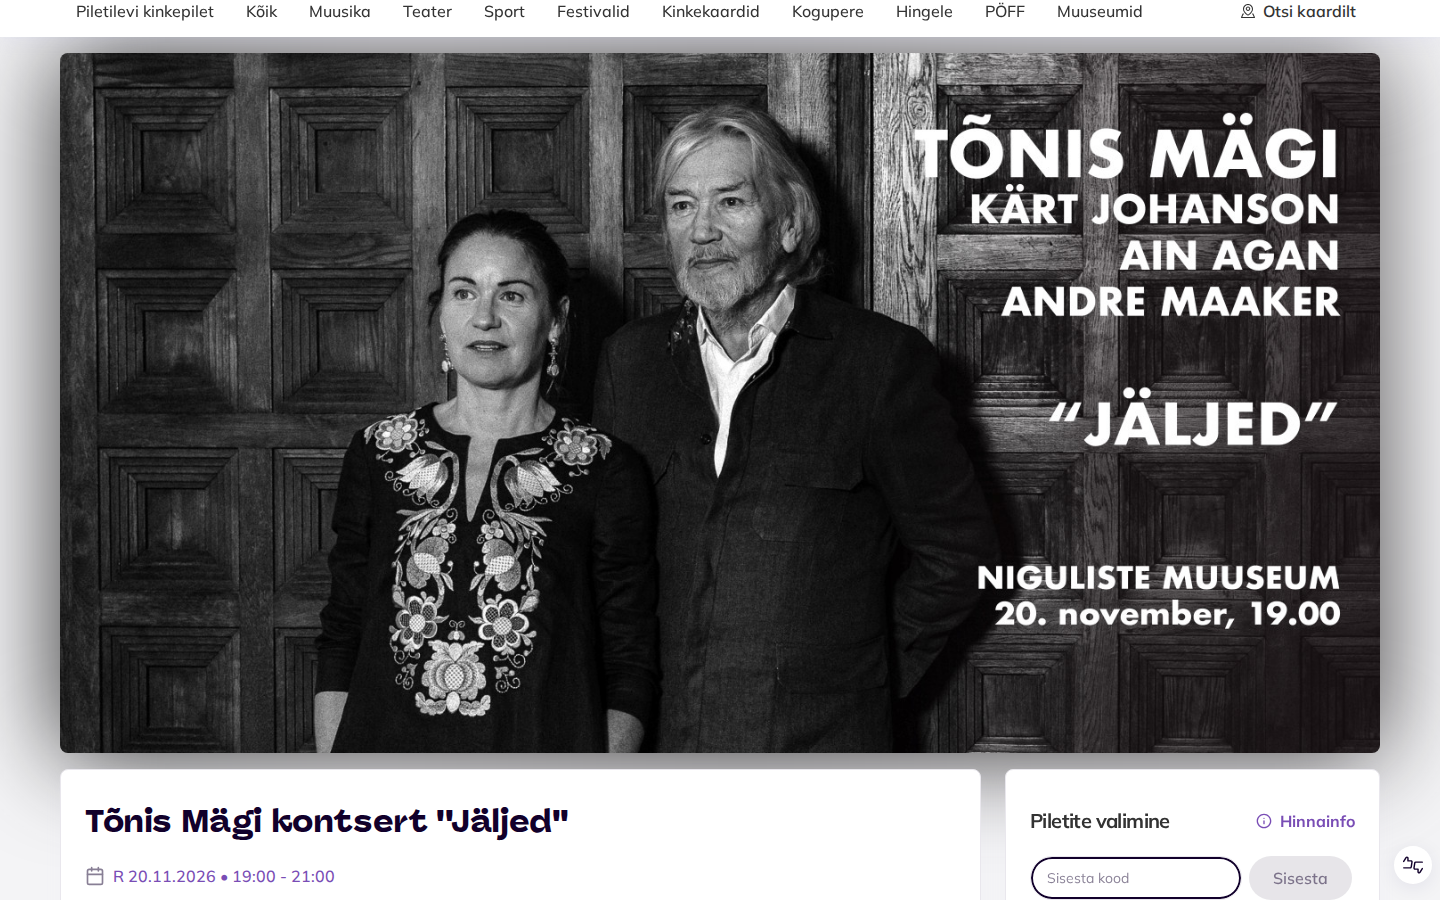 Piletilevi kinkepilet Kõik Muusika Teater Sport Festivalid Kinkekaardid Kogupere Hingele PÖFF Muuseumid Otsi kaardilt
TÕNIS MÄGI
KÄRT JOHANSON
AIN AGAN
ANDRE MAAKER
“JÄLJED”
NIGULISTE MUUSEUM
20. november, 19.00
Tõnis Mägi kontsert "Jäljed"
R 20.11.2026 • 19:00 - 21:00
Piletite valimine Hinnainfo
Sisesta kood Sisesta